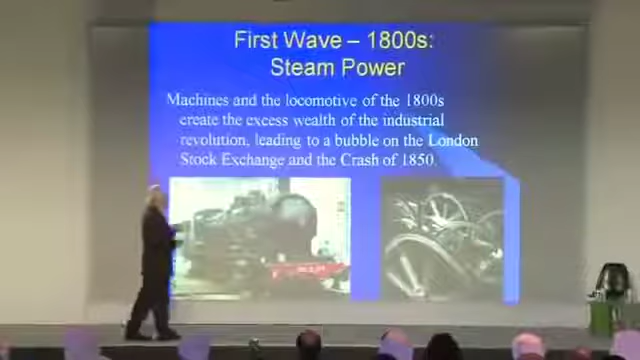 First Wave – 1800s:
Steam Power
Machines and the locomotive of the 1800s
create the excess wealth of the industrial
revolution, leading to a bubble on the London
Stock Exchange and the Crash of 1850.